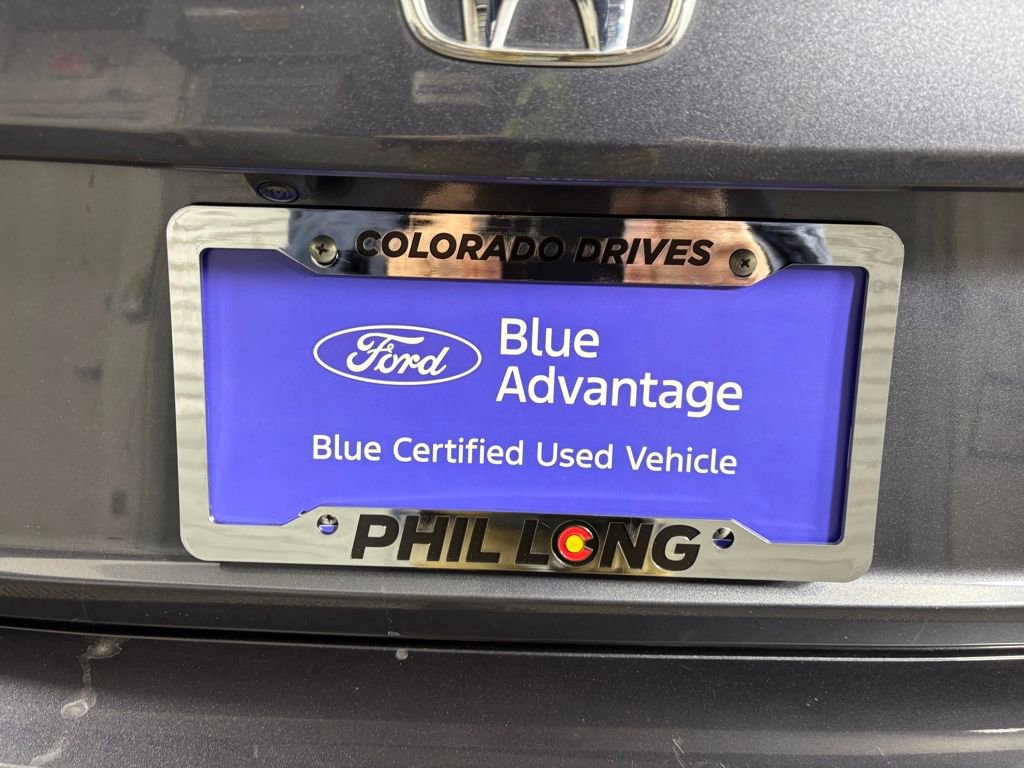 COLORADO DRIVES
Ford
Blue
Advantage
Blue Certified Used Vehicle
PHIL LONG